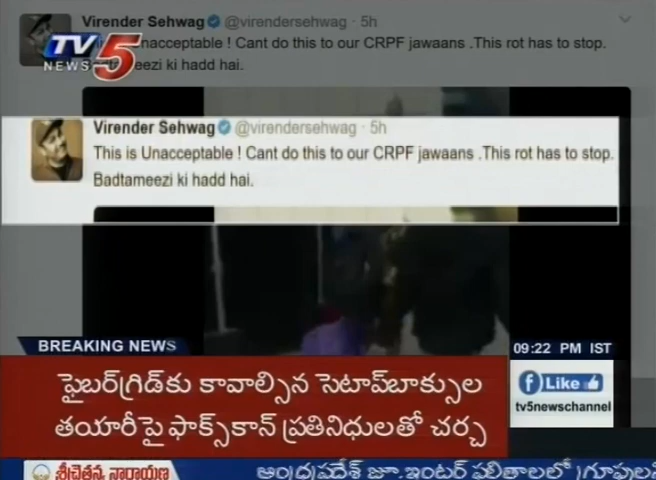 Virender Sehwag @virendersehwag · 5h
Unacceptable ! Cant do this to our CRPF jawaans .This rot has to stop.
ki hadd hai.
TV5
NEWS
Virender Sehwag @virendersehwag · 5h
This is Unacceptable ! Cant do this to our CRPF jawaans .This rot has to stop.
Badtameezi ki hadd hai.
BREAKING NEWS
09:22 PM IST
ఫైబర్‌గ్రిడ్‌కు కావాల్సిన సెటాప్‌బాక్సుల
తయారీపై ఫాక్స్‌కాన్ ప్రతినిధులతో చర్చ
f Like
tv5newschannel
శ్రీచైతన్య నారాయణ ఆంధ్రప్రదేశ్ జూ.ఇంటర్ ఫలితాలలో